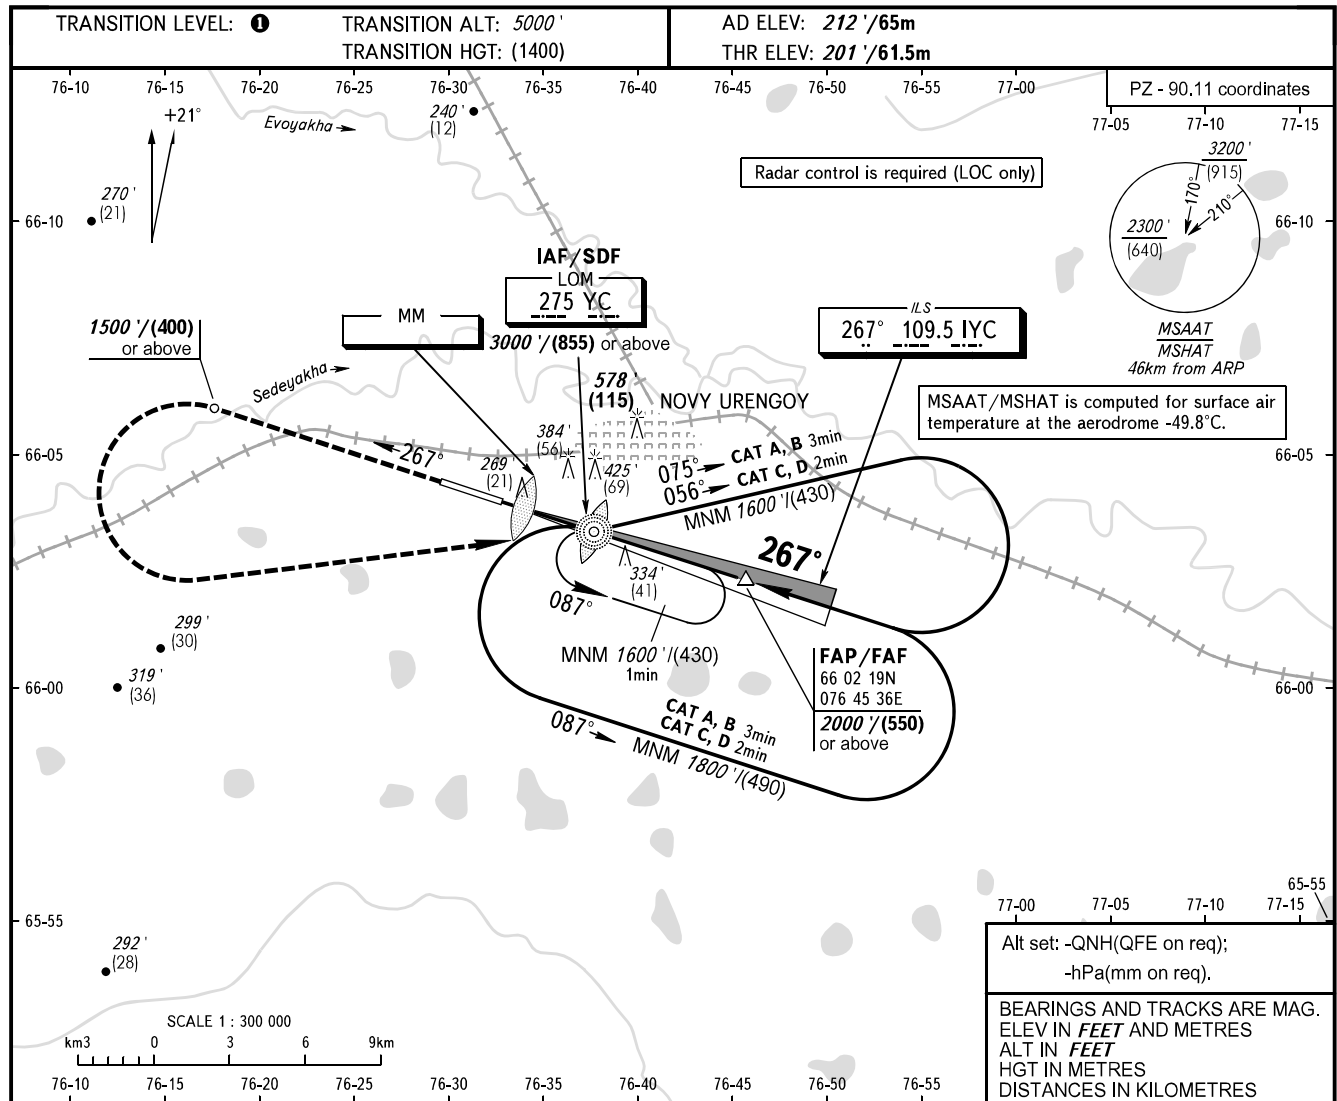 TRANSITION LEVEL: ❶
TRANSITION ALT: 5000 '
TRANSITION HGT: (1400)
AD ELEV: 212 '/65m
THR ELEV: 201 '/61.5m
76-10 76-15 76-20 76-25 76-30 76-35 76-40 76-45 76-50 76-55 77-00
PZ - 90.11 coordinates
77-05 77-10 77-15
+21°
Evoyakha
240 '
(12)
Radar control is required (LOC only)
3200 '
(915)
170°
210°
2300 '
(640)
MSAAT
MSHAT
46km from ARP
270 '
(21)
66-10
66-10
IAF/SDF
LOM
275 YC
3000 '/(855) or above
MM
1500 '/(400)
or above
ILS
267° 109.5 IYC
Sedeyakha
578 '
(115)
NOVY URENGOY
MSAAT/MSHAT is computed for surface air
temperature at the aerodrome -49.8°C.
384 '
(56)
425 '
(69)
269 '
(21)
267°
075° CAT A, B 3min
056° CAT C, D 2min
MNM 1600 '/(430)
66-05
66-05
267°
334 '
(41)
087°
MNM 1600 '/(430)
1min
FAP/FAF
66 02 19N
076 45 36E
2000 '/(550)
or above
299 '
(30)
319 '
(36)
66-00
66-00
CAT A, B 3min
CAT C, D 2min
087°
MNM 1800 '/(490)
65-55
77-00 77-05 77-10 77-15
65-55
292 '
(28)
Alt set: -QNH(QFE on req);
-hPa(mm on req).
BEARINGS AND TRACKS ARE MAG.
ELEV IN FEET AND METRES
ALT IN FEET
HGT IN METRES
DISTANCES IN KILOMETRES
SCALE 1 : 300 000
km3 0 3 6 9km
76-10 76-15 76-20 76-25 76-30 76-35 76-40 76-45 76-50 76-55